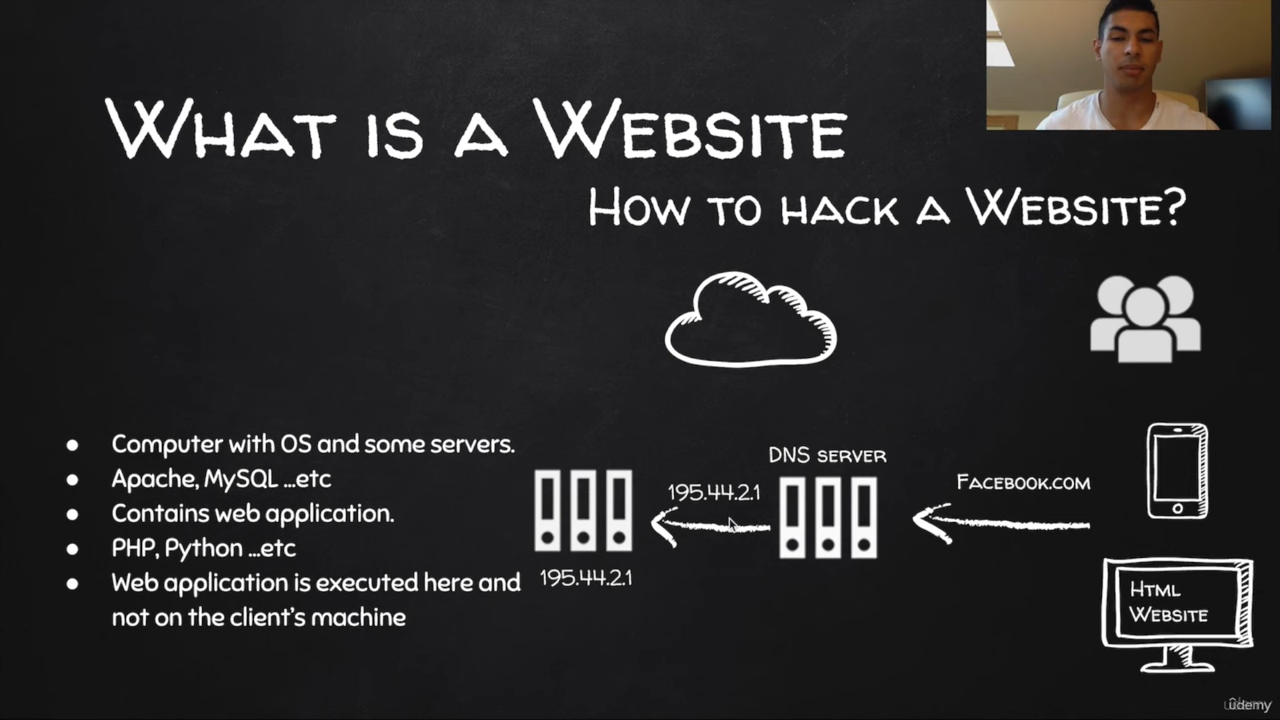 What is a Website
How to hack a Website?
Computer with OS and some servers.
Apache, MySQL ...etc
Contains web application.
PHP, Python ...etc
Web application is executed here and
not on the client's machine
195.44.2.1
195.44.2.1
DNS server
Facebook.com
Html
Website
ûdemy